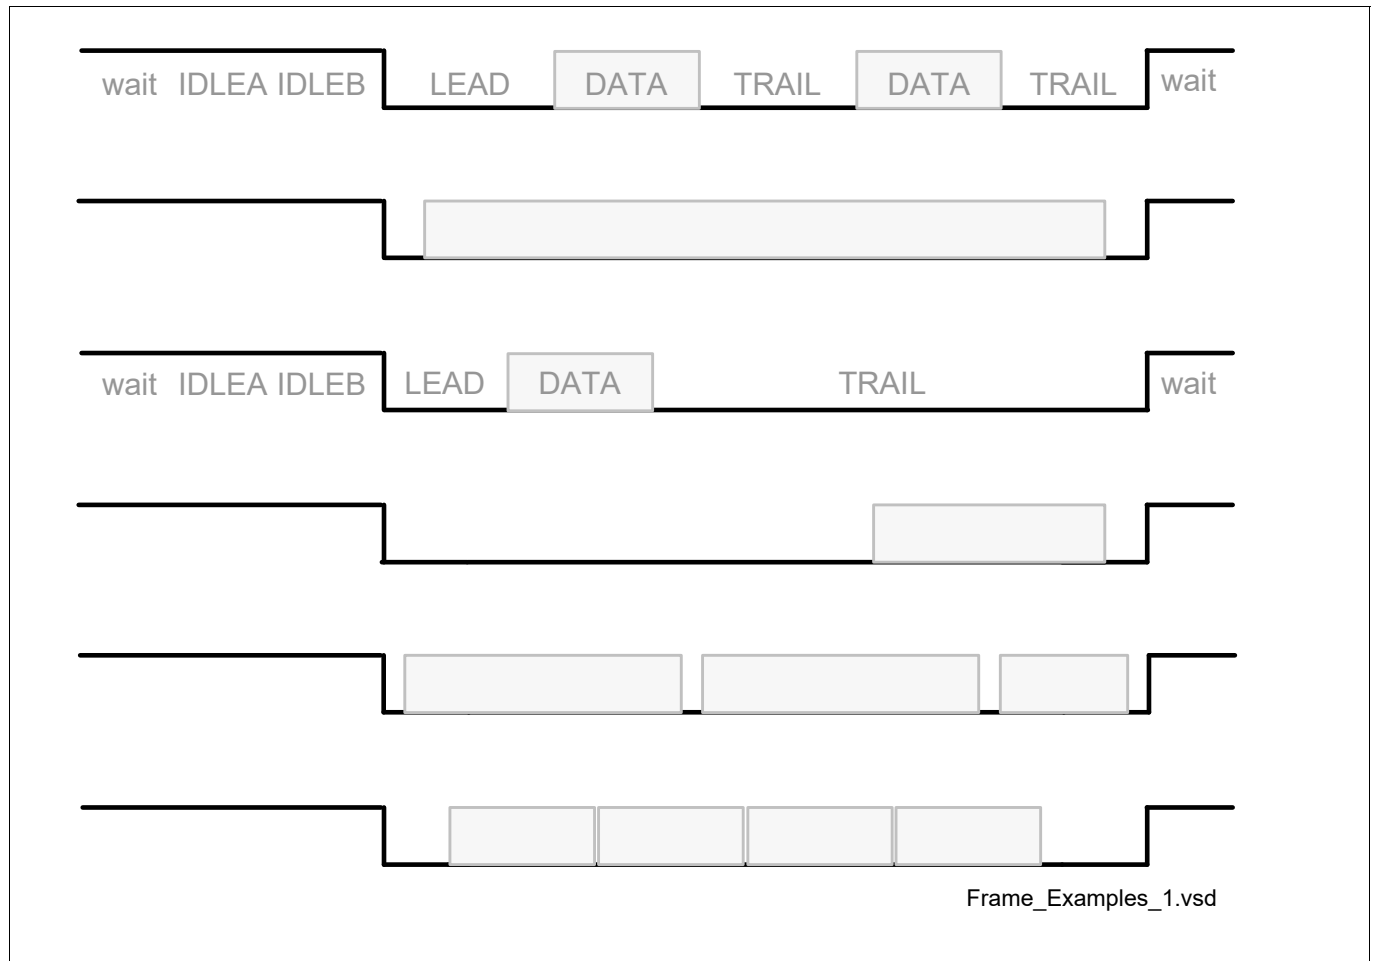 wait IDLEA IDLEB LEAD DATA TRAIL DATA TRAIL wait
wait IDLEA IDLEB LEAD DATA TRAIL wait
Frame_Examples_1.vsd